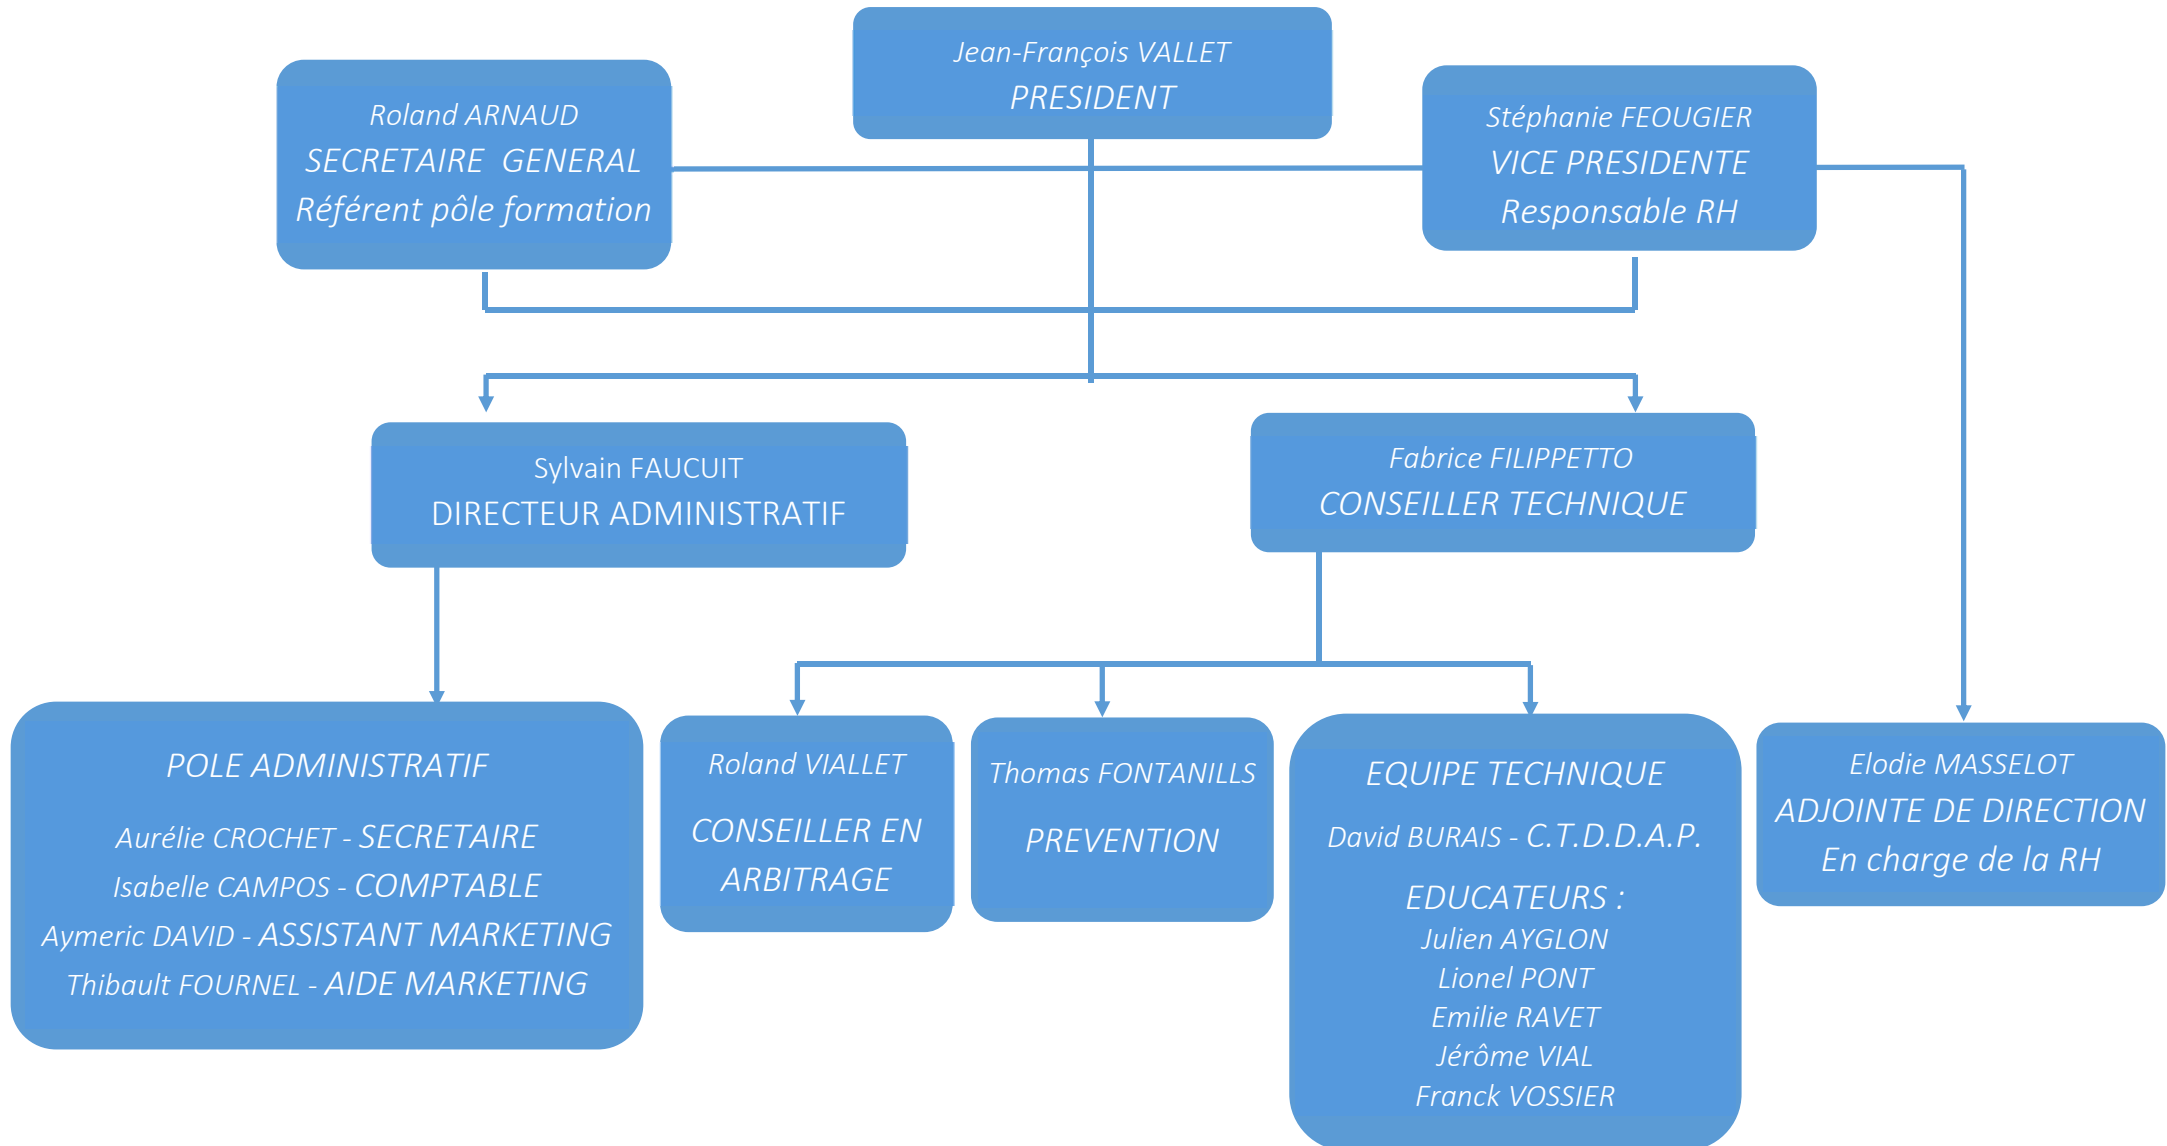 Jean-François VALLET
PRESIDENT
Roland ARNAUD
SECRETAIRE GENERAL
Référent pôle formation
Stéphanie FEOUGIER
VICE PRESIDENTE
Responsable RH
Sylvain FAUCUIT
DIRECTEUR ADMINISTRATIF
Fabrice FILIPPETTO
CONSEILLER TECHNIQUE
POLE ADMINISTRATIF
Aurélie CROCHET - SECRETAIRE
Isabelle CAMPOS - COMPTABLE
Aymeric DAVID - ASSISTANT MARKETING
Thibault FOURNEL - AIDE MARKETING
Roland VIALLET
CONSEILLER EN
ARBITRAGE
Thomas FONTANILLS
PREVENTION
EQUIPE TECHNIQUE
David BURAIS - C.T.D.D.A.P.
EDUCATEURS :
Julien AYGLON
Lionel PONT
Emilie RAVET
Jérôme VIAL
Franck VOSSIER
Elodie MASSELOT
ADJOINTE DE DIRECTION
En charge de la RH